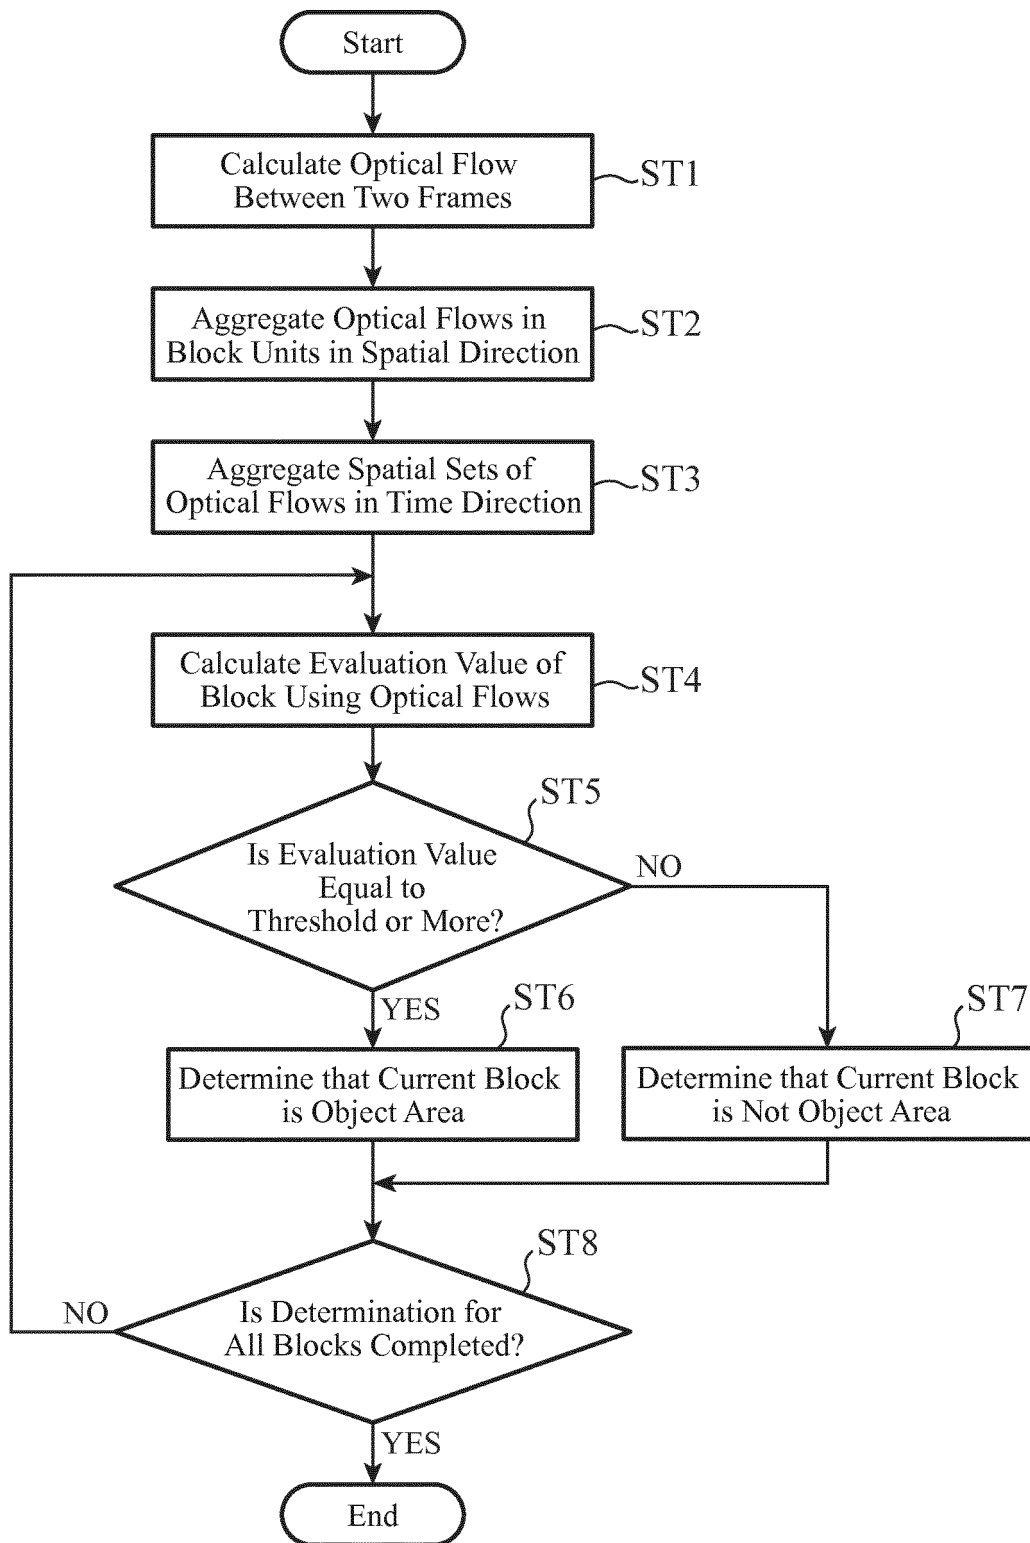 Start
Calculate Optical Flow
Between Two Frames
ST1
Aggregate Optical Flows in
Block Units in Spatial Direction
ST2
Aggregate Spatial Sets of
Optical Flows in Time Direction
ST3
Calculate Evaluation Value of
Block Using Optical Flows
ST4
ST5
Is Evaluation Value
Equal to
Threshold or More?
NO
YES
ST6
Determine that Current Block
is Object Area
ST7
Determine that Current Block
is Not Object Area
ST8
Is Determination for
All Blocks Completed?
NO
YES
End